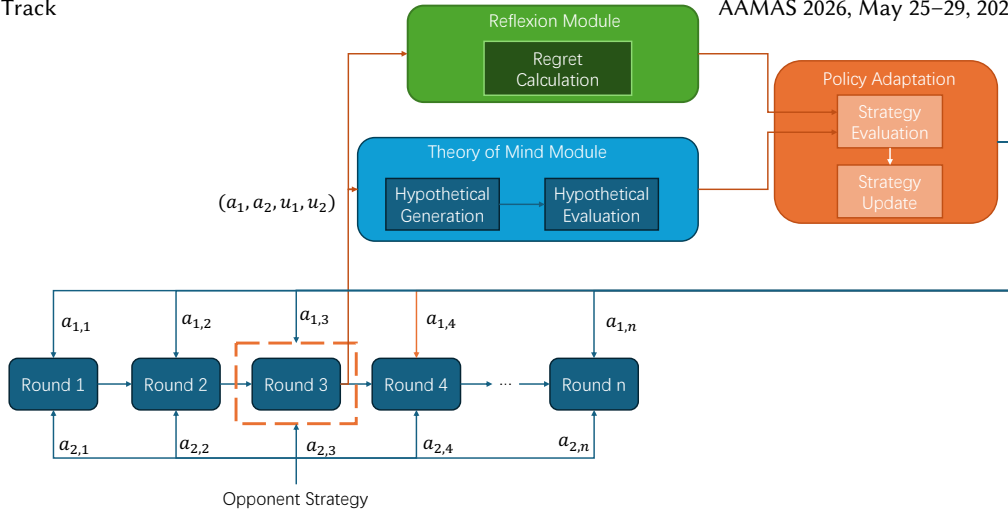 Track
AAMAS 2026, May 25–29, 202
Reflexion Module
Regret
Calculation
Policy Adaptation
Strategy
Evaluation
Strategy
Update
Theory of Mind Module
Hypothetical
Generation
Hypothetical
Evaluation
(a₁, a₂, u₁, u₂)
a₁,₁
a₁,₂
a₁,₃
a₁,₄
a₁,ₙ
Round 1
Round 2
Round 3
Round 4
...
Round n
a₂,₁
a₂,₂
a₂,₃
a₂,₄
a₂,ₙ
Opponent Strategy